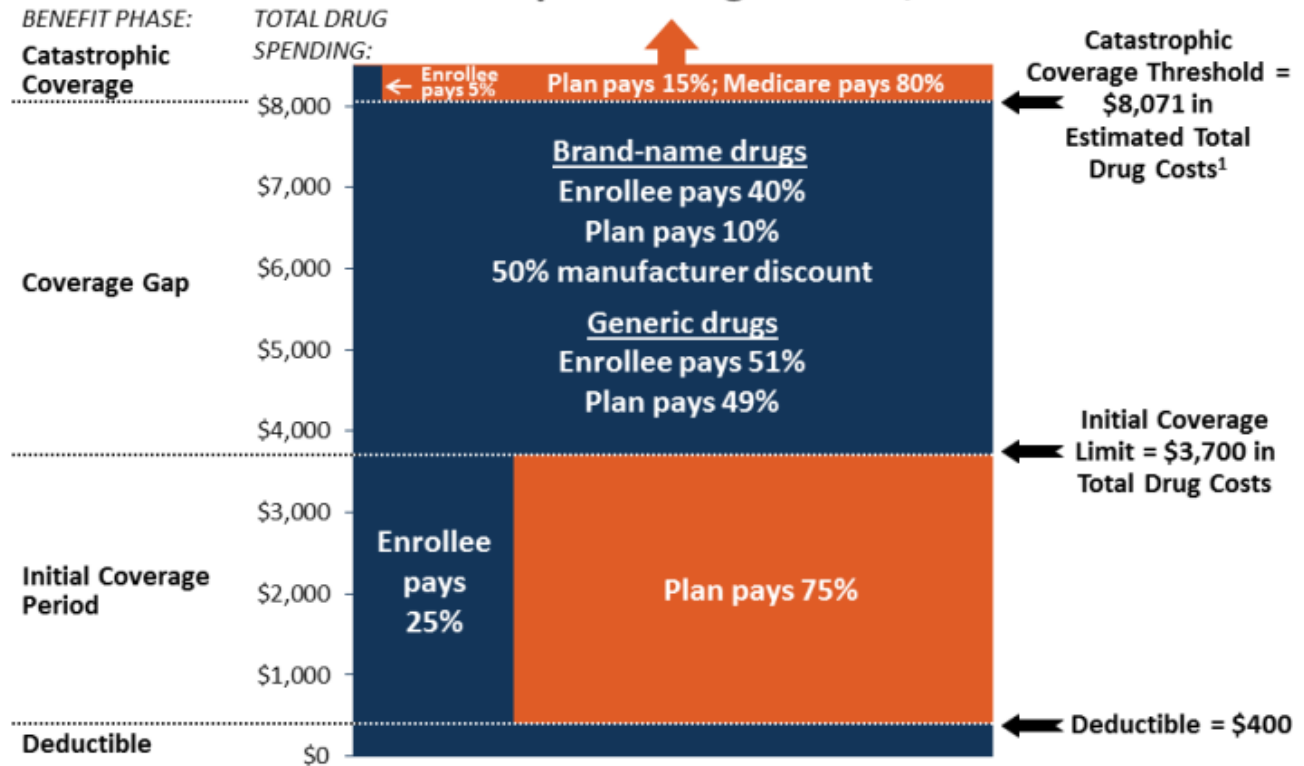 BENEFIT PHASE:
TOTAL DRUG
SPENDING:
Catastrophic
Coverage
Enrollee
pays 5%
Plan pays 15%; Medicare pays 80%
Catastrophic
Coverage Threshold =
$8,071 in
Estimated Total
Drug Costs¹
$8,000
Brand-name drugs
Enrollee pays 40%
Plan pays 10%
50% manufacturer discount
Generic drugs
Enrollee pays 51%
Plan pays 49%
$7,000
$6,000
Coverage Gap
$5,000
$4,000
Initial Coverage
Limit = $3,700 in
Total Drug Costs
$3,000
Enrollee
pays
25%
Plan pays 75%
Initial Coverage
Period
$2,000
$1,000
Deductible = $400
Deductible
$0